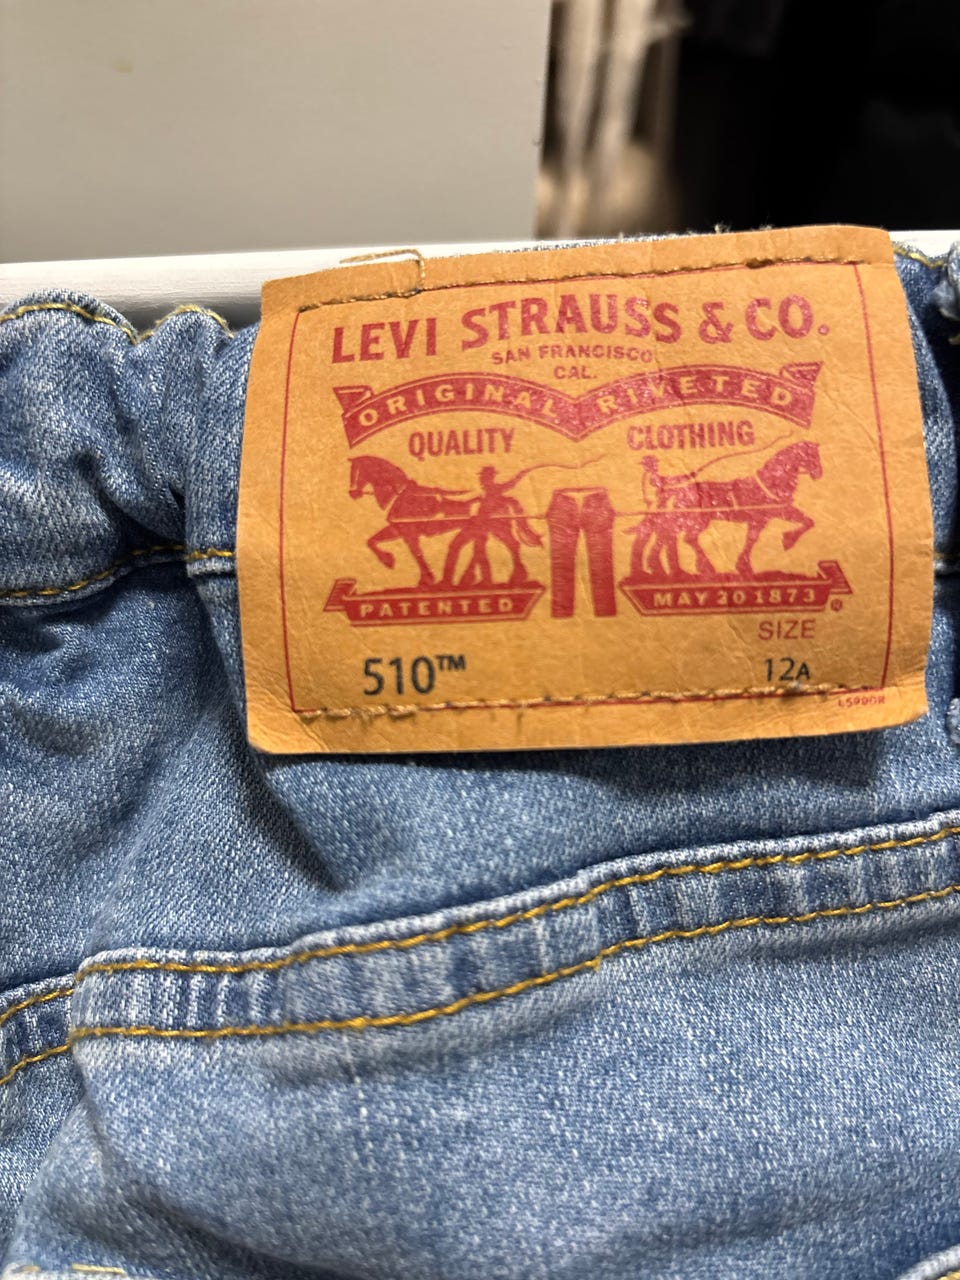 LEVI STRAUSS & CO.
SAN FRANCISCO
CAL.
ORIGINAL RIVETED
QUALITY CLOTHING
PATENTED MAY 20 1873 ®
SIZE
510™ 12A